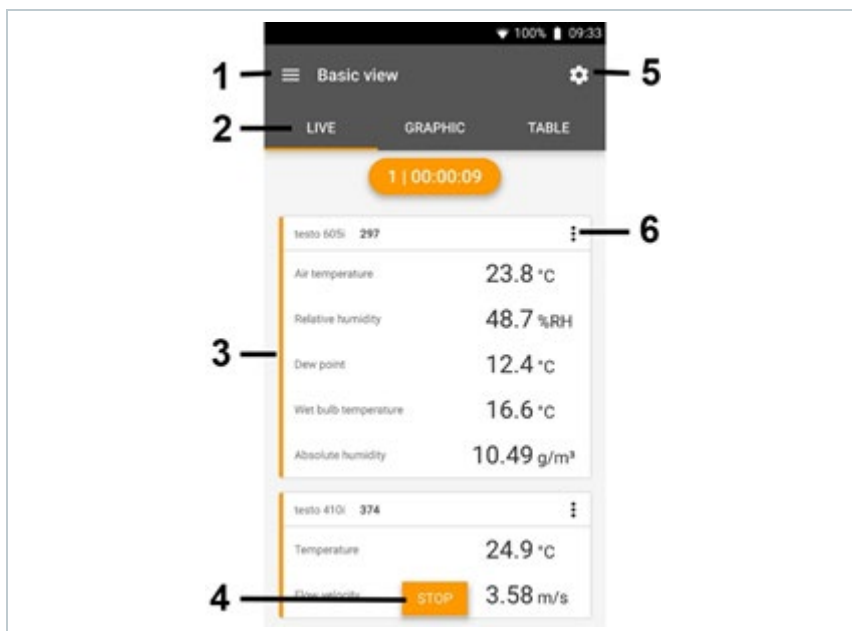 100% 09:33
1 Basic view 5
2 LIVE GRAPHIC TABLE
1 | 00:00:09
testo 605i 297 6
Air temperature 23.8 °C
Relative humidity 48.7 %RH
3 Dew point 12.4 °C
Wet bulb temperature 16.6 °C
Absolute humidity 10.49 g/m³
testo 410i 374
Temperature 24.9 °C
4 Flow velocity STOP 3.58 m/s